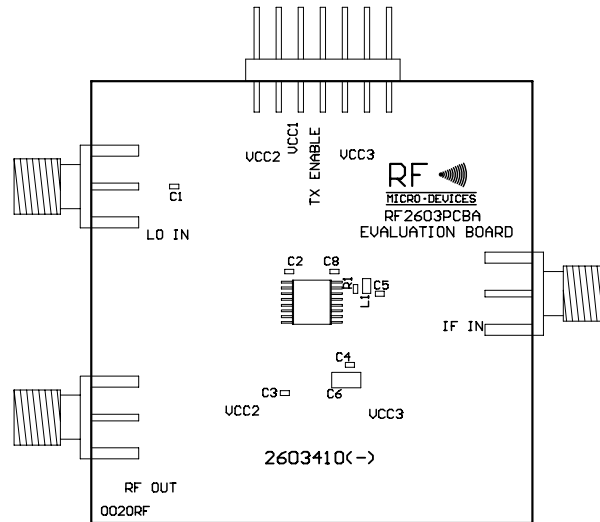 VCC2
VCC1
TX ENABLE
VCC3
RF
MICRO-DEVICES
RF2603PCBA
EVALUATION BOARD
C1
LO IN
C2
C8
R1
L1
C5
IF IN
C4
C3
C6
VCC2
VCC3
2603410(-)
RF OUT
0020RF